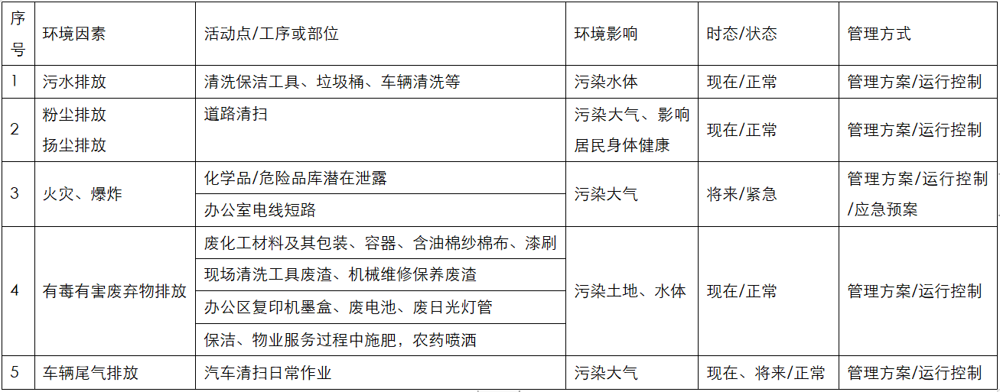 序号 环境因素 活动点/工序或部位 环境影响 时态/状态 管理方式
1 污水排放 清洗保洁工具、垃圾桶、车辆清洗等 污染水体 现在/正常 管理方案/运行控制
2 粉尘排放 扬尘排放 道路清扫 污染大气、影响居民身体健康 现在/正常 管理方案/运行控制
3 火灾、爆炸 化学品/危险品库潜在泄露 污染大气 将来/紧急 管理方案/运行控制/应急预案
办公室电线短路
4 有毒有害废弃物排放 废化工材料及其包装、容器、含油棉纱棉布、漆刷 污染土地、水体 现在/正常 管理方案/运行控制
现场清洗工具废渣、机械维修保养废渣
办公区复印机墨盒、废电池、废日光灯管
保洁、物业服务过程中施肥，农药喷洒
5 车辆尾气排放 汽车清扫日常作业 污染大气 现在、将来/正常 管理方案/运行控制